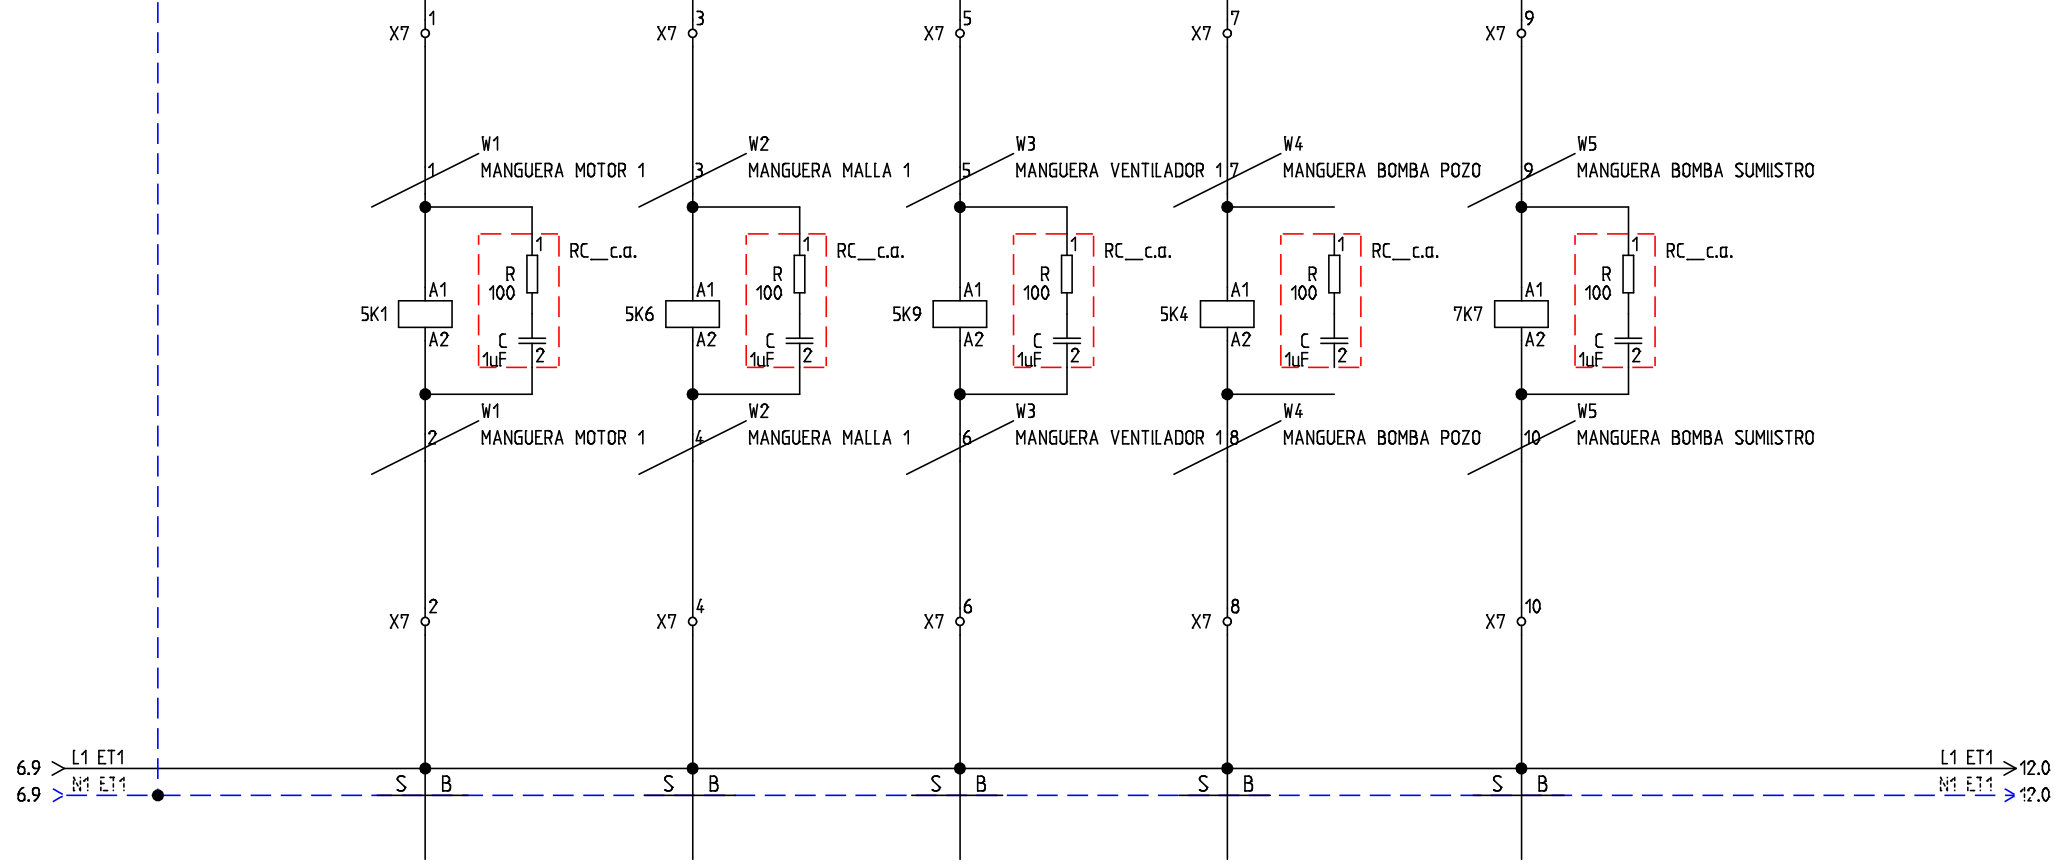 1 3 5 7 9
X7 X7 X7 X7 X7
W1 W2 W3 W4 W5
1 MANGUERA MOTOR 1 3 MANGUERA MALLA 1 5 MANGUERA VENTILADOR 1 7 MANGUERA BOMBA POZO 9 MANGUERA BOMBA SUMIISTRO
1 RC__c.a. 1 RC__c.a. 1 RC__c.a. 1 RC__c.a. 1 RC__c.a.
R R R R R
A1 100 A1 100 A1 100 A1 100 A1 100
5K1 5K6 5K9 5K4 7K7
A2 C A2 C A2 C A2 C A2 C
1uF 2 1uF 2 1uF 2 1uF 2 1uF 2
W1 W2 W3 W4 W5
2 MANGUERA MOTOR 1 4 MANGUERA MALLA 1 6 MANGUERA VENTILADOR 1 8 MANGUERA BOMBA POZO 10 MANGUERA BOMBA SUMIISTRO
2 4 6 8 10
X7 X7 X7 X7 X7
L1 ET1 L1 ET1
6.9 12.0
N1 ET1 S B S B S B S B S B N1 ET1
6.9 12.0